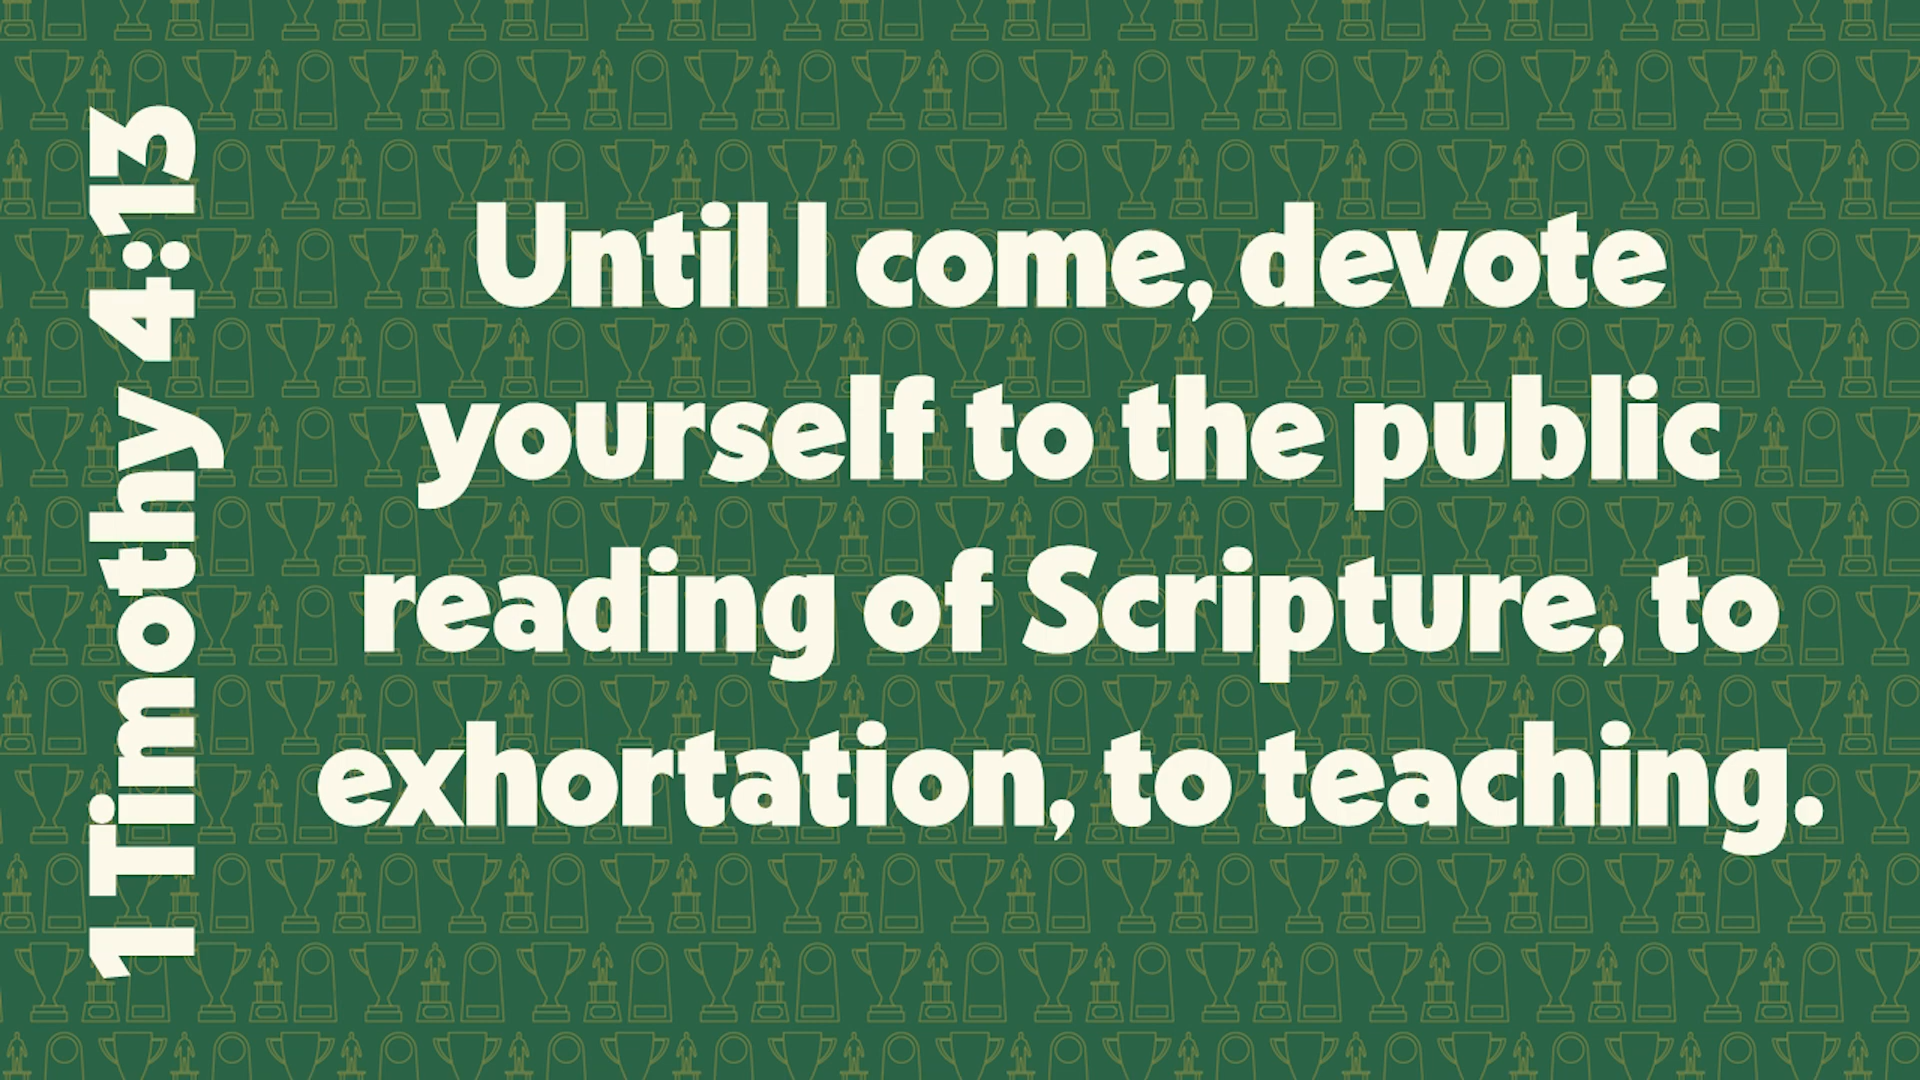 1 Timothy 4:13
Until I come, devote
yourself to the public
reading of Scripture, to
exhortation, to teaching.